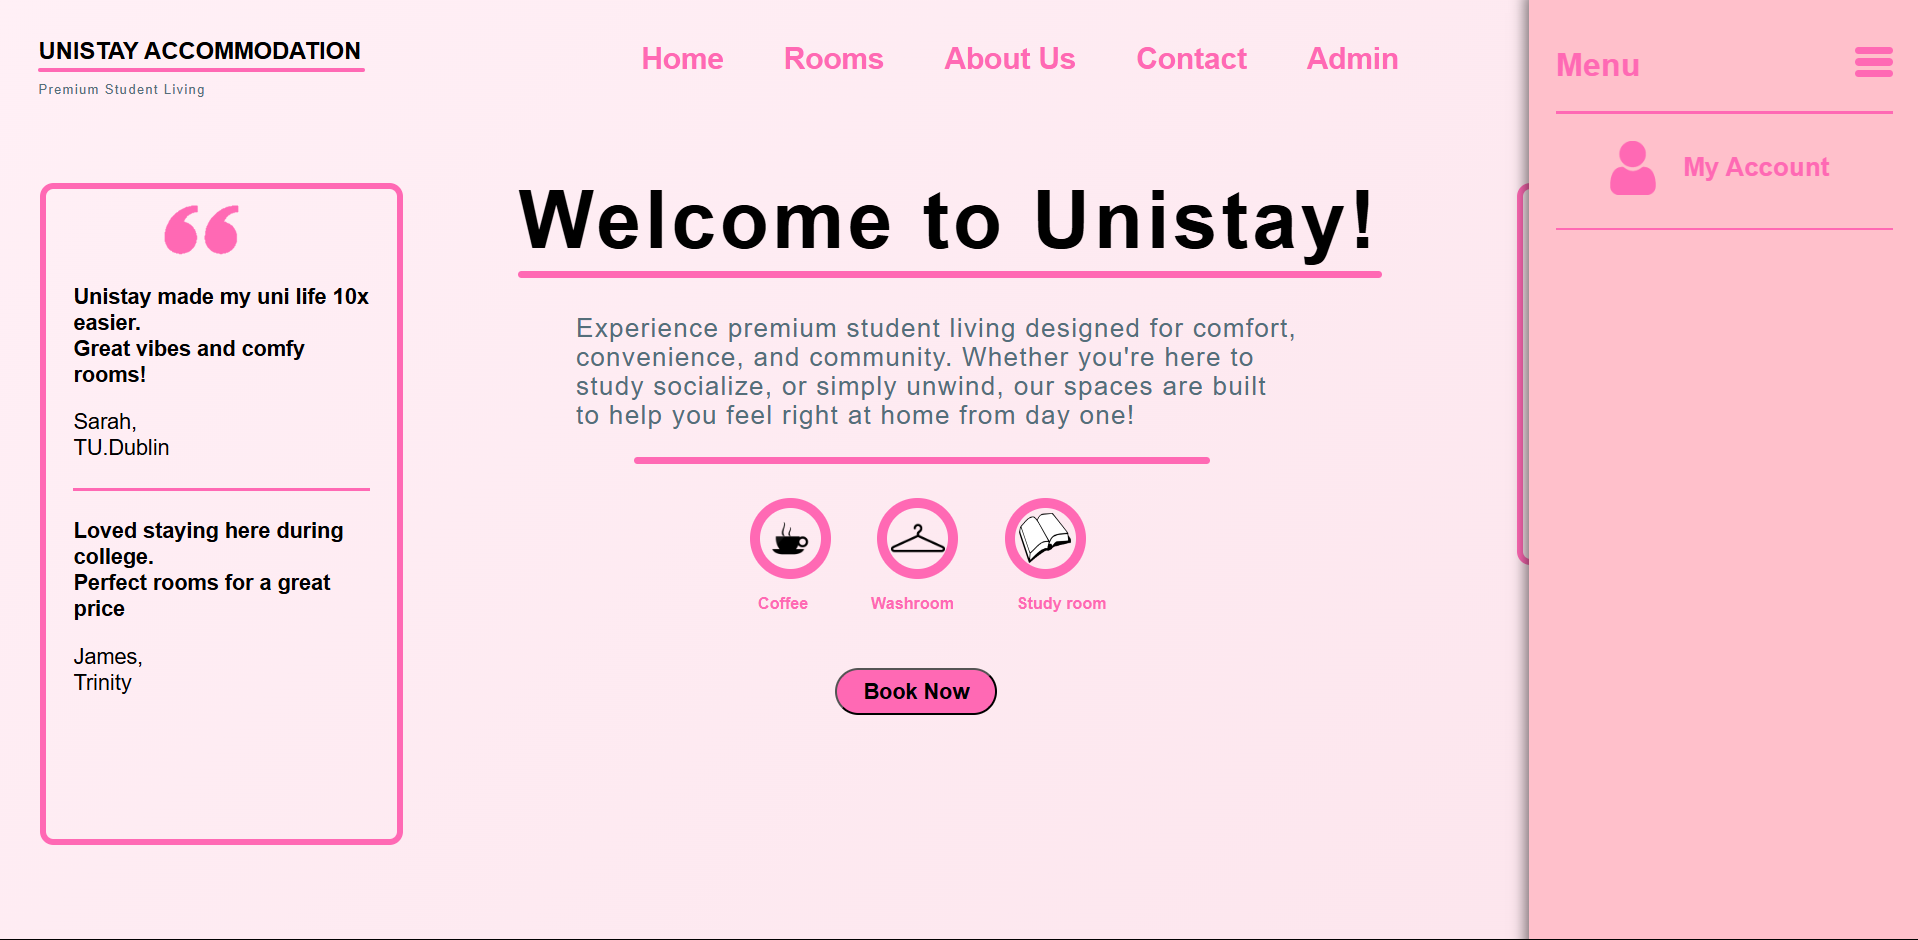 UNISTAY ACCOMMODATION
Premium Student Living
Home Rooms About Us Contact Admin
Menu
My Account
“
Unistay made my uni life 10x
easier.
Great vibes and comfy
rooms!
Sarah,
TU.Dublin
Loved staying here during
college.
Perfect rooms for a great
price
James,
Trinity
Welcome to Unistay!
Experience premium student living designed for comfort,
convenience, and community. Whether you're here to
study socialize, or simply unwind, our spaces are built
to help you feel right at home from day one!
Coffee Washroom Study room
Book Now